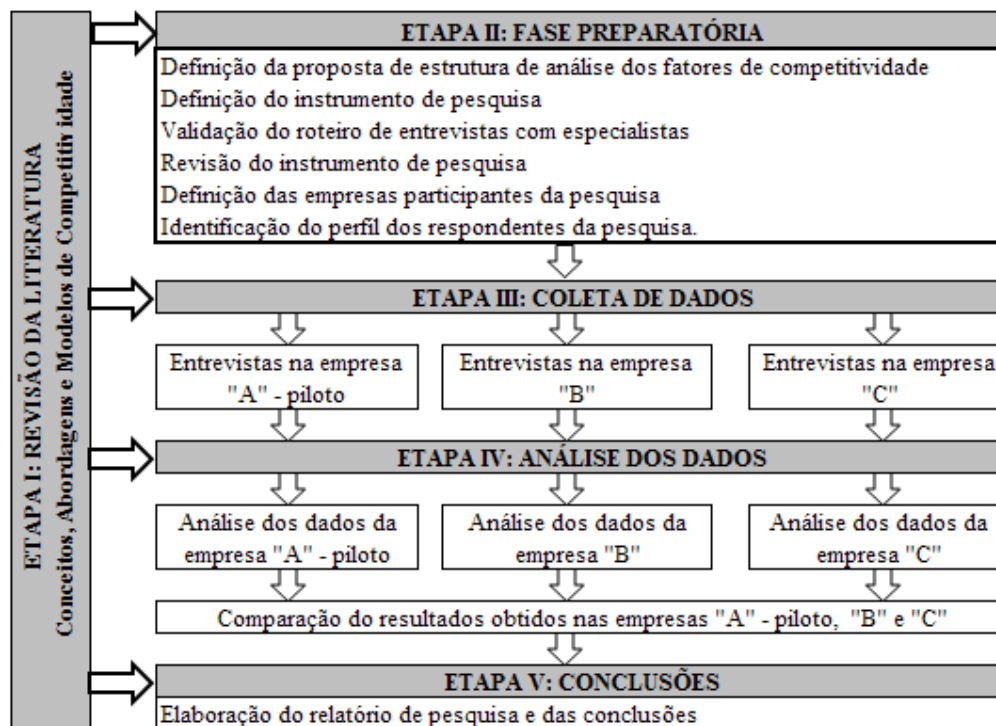 ETAPA I: REVISÃO DA LITERATURA
Conceitos, Abordagens e Modelos de Competitividade
ETAPA II: FASE PREPARATÓRIA
Definição da proposta de estrutura de análise dos fatores de competitividade
Definição do instrumento de pesquisa
Validação do roteiro de entrevistas com especialistas
Revisão do instrumento de pesquisa
Definição das empresas participantes da pesquisa
Identificação do perfil dos respondentes da pesquisa.
ETAPA III: COLETA DE DADOS
Entrevistas na empresa
"A" - piloto
Entrevistas na empresa
"B"
Entrevistas na empresa
"C"
ETAPA IV: ANÁLISE DOS DADOS
Análise dos dados da
empresa "A" - piloto
Análise dos dados da
empresa "B"
Análise dos dados da
empresa "C"
Comparação do resultados obtidos nas empresas "A" - piloto, "B" e "C"
ETAPA V: CONCLUSÕES
Elaboração do relatório de pesquisa e das conclusões